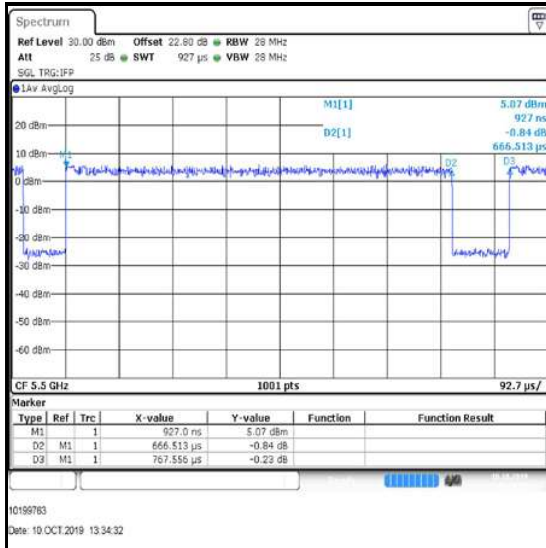 Spectrum
Ref Level 30.00 dBm Offset 22.80 dB RBW 28 MHz
Att 25 dB SWT 927 µs VBW 28 MHz
SGL TRG:IFP
1Av AvgLog
M1[1] 5.07 dBm
927 ns
20 dBm D2[1] -0.84 dB
666.513 µs
10 dBm M1 D2 D3
0 dBm
-10 dBm
-20 dBm
-30 dBm
-40 dBm
-50 dBm
-60 dBm
CF 5.5 GHz 1001 pts 92.7 µs/
Marker
Type Ref Trc X-value Y-value Function Function Result
M1 1 927.0 ns 5.07 dBm
D2 M1 1 666.513 µs -0.84 dB
D3 M1 1 767.556 µs -0.23 dB
10199763
Date: 10.OCT.2019 13:34:32